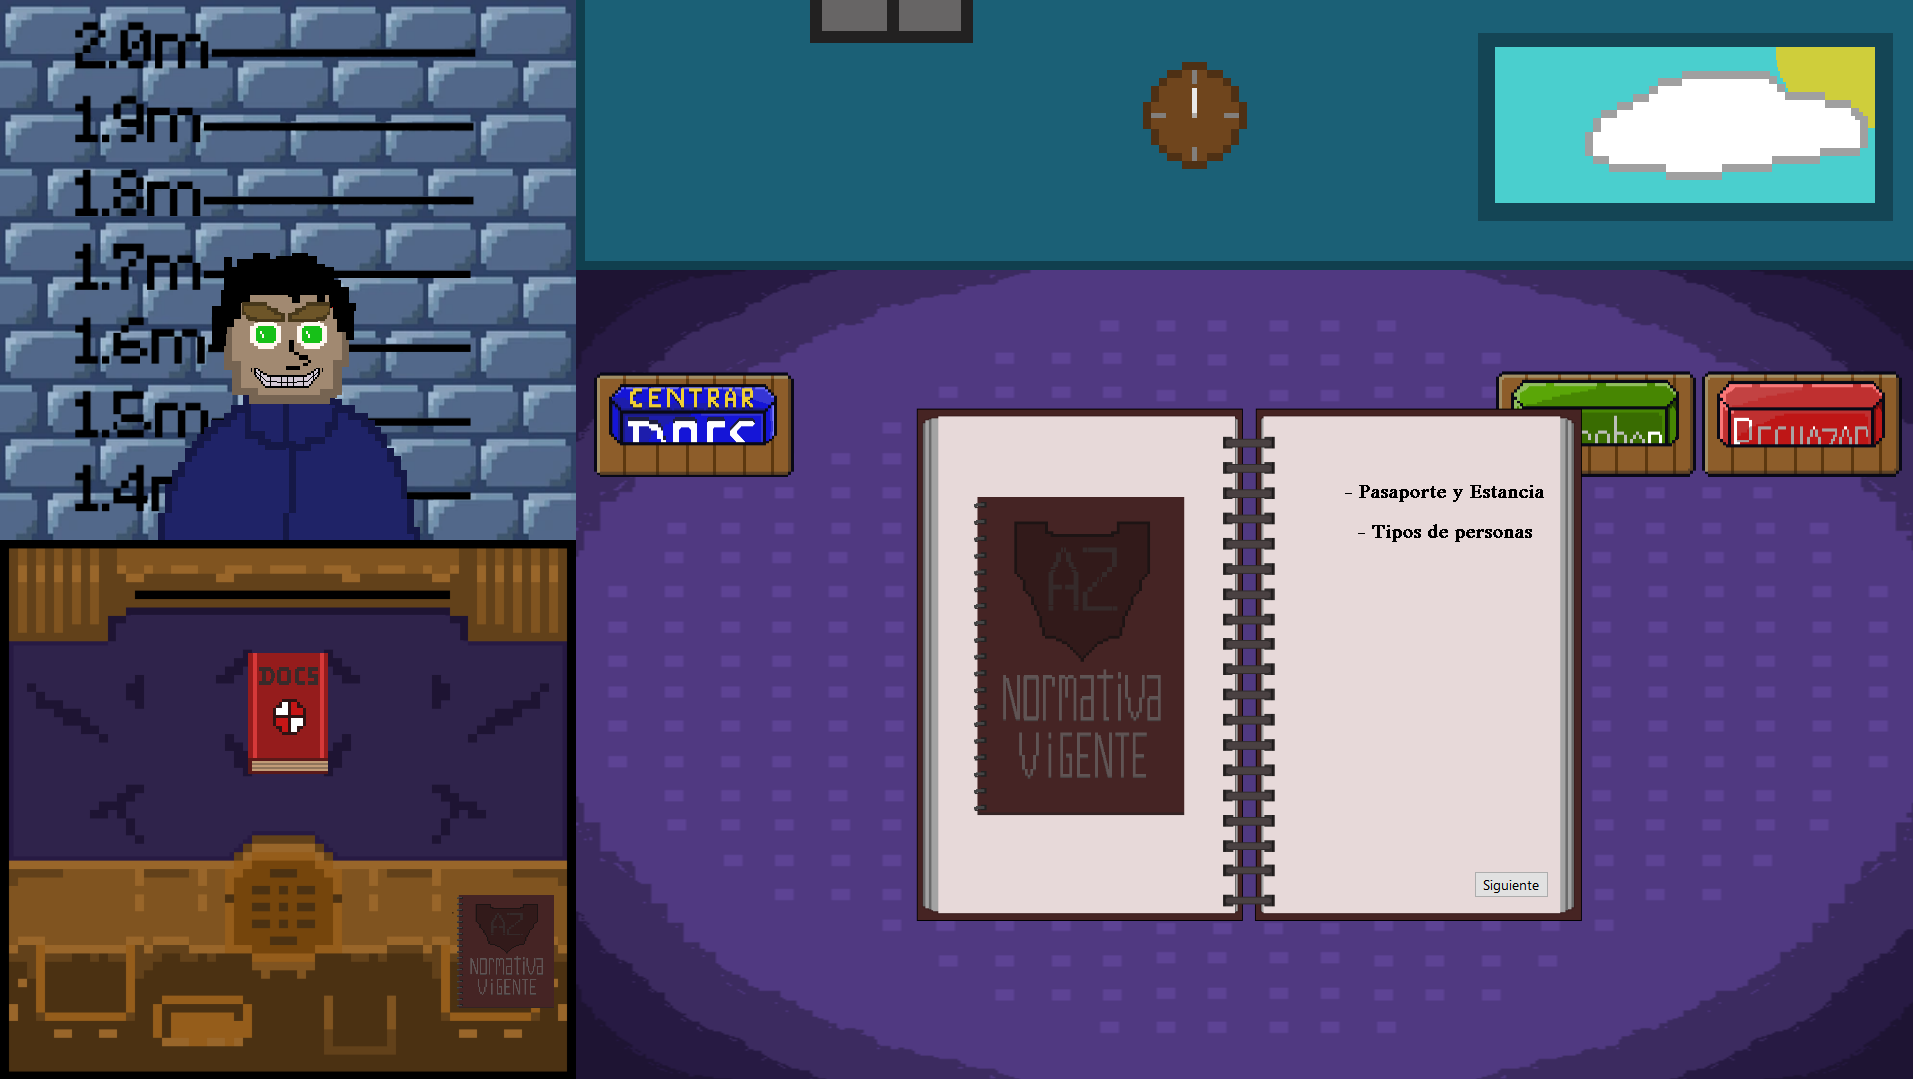 2.0m
1.9m
1.8m
1.7m
1.6m
1.5m
CENTRAR
DOCS
RECHAZAR
- Pasaporte y Estancia
- Tipos de personas
AZ
NORMATIVA
VIGENTE
Siguiente
DOCS
AZ
NORMATIVA
VIGENTE